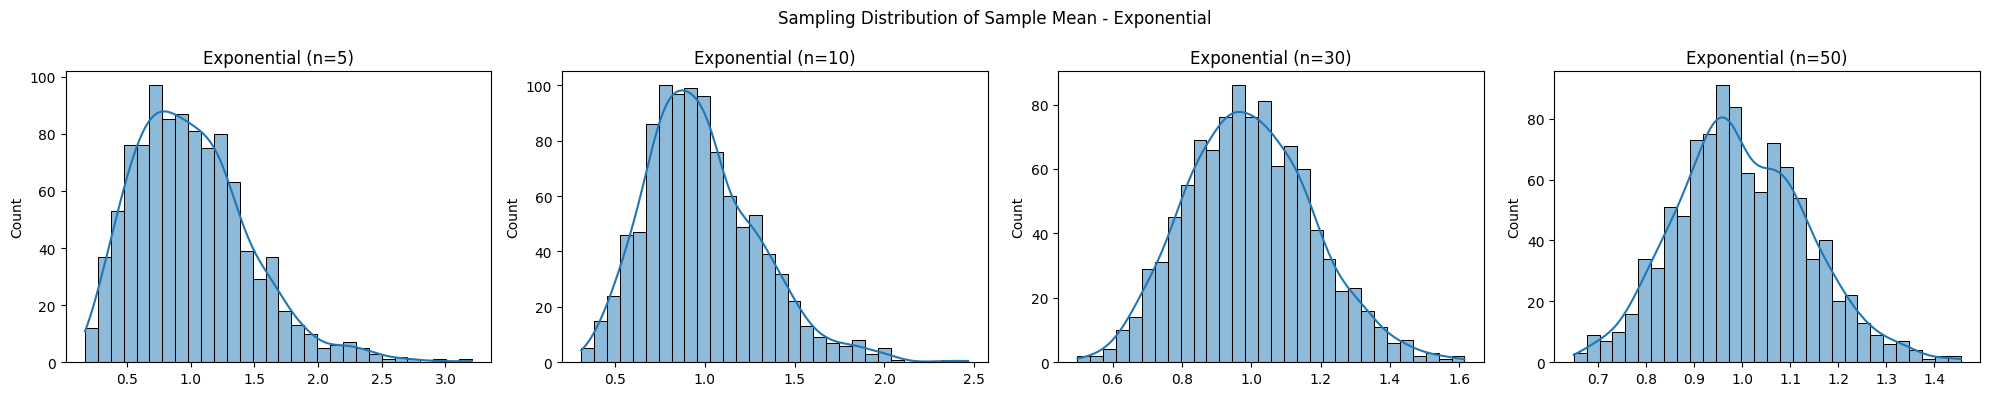 Sampling Distribution of Sample Mean - Exponential
Exponential (n=5)
Count
100
80
60
40
20
0
0.5 1.0 1.5 2.0 2.5 3.0
Exponential (n=10)
Count
100
80
60
40
20
0
0.5 1.0 1.5 2.0 2.5
Exponential (n=30)
Count
80
60
40
20
0
0.6 0.8 1.0 1.2 1.4 1.6
Exponential (n=50)
Count
80
60
40
20
0
0.7 0.8 0.9 1.0 1.1 1.2 1.3 1.4